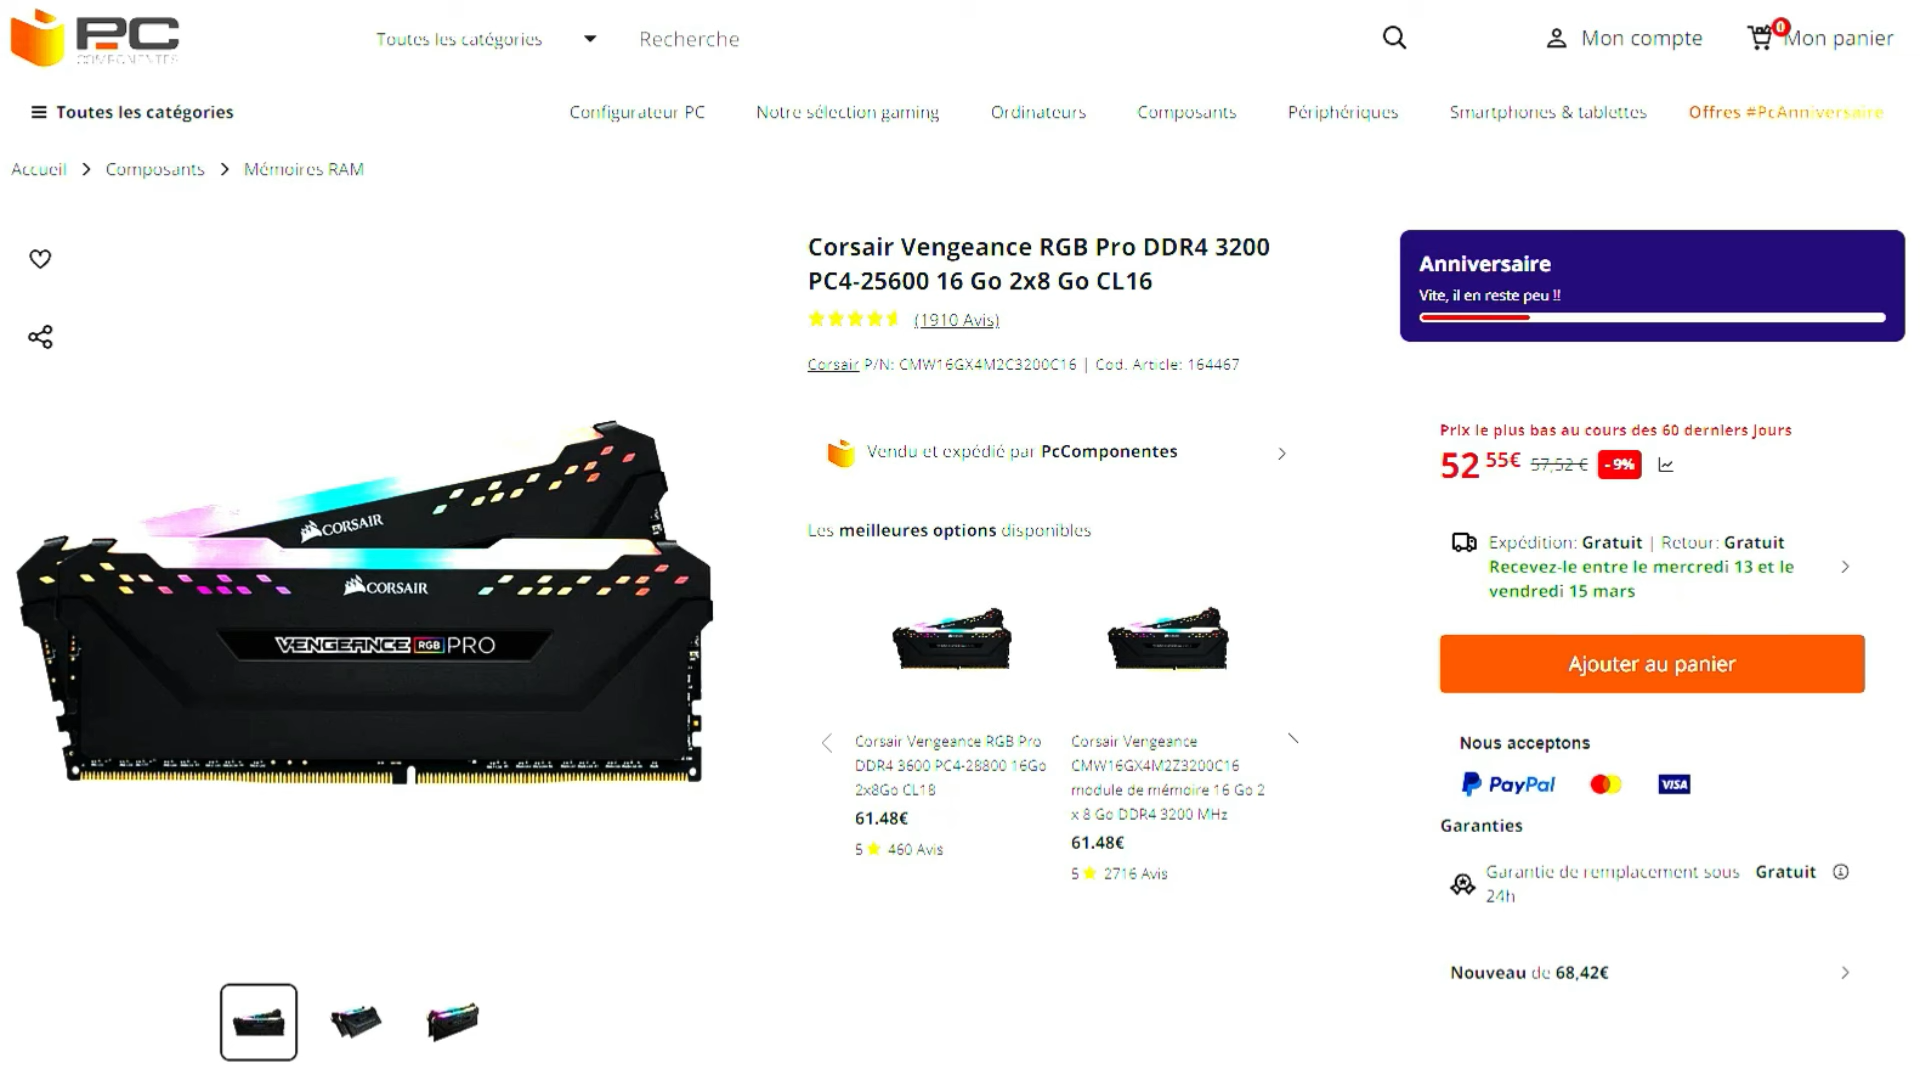 PC
COMPONENTES
Toutes les catégories
Recherche
Mon compte
0
Mon panier
Toutes les catégories
Configurateur PC
Notre sélection gaming
Ordinateurs
Composants
Périphériques
Smartphones & tablettes
Offres #PcAnniversaire
Accueil > Composants > Mémoires RAM
CORSAIR
CORSAIR
VENGEANCE RGB PRO
Corsair Vengeance RGB Pro DDR4 3200
PC4-25600 16 Go 2x8 Go CL16
(1910 Avis)
Corsair P/N: CMW16GX4M2C3200C16 | Cod. Article: 164467
Vendu et expédié par PcComponentes
Les meilleures options disponibles
Corsair Vengeance RGB Pro
DDR4 3600 PC4-28800 16Go
2x8Go CL18
61.48€
5 ★ 460 Avis
Corsair Vengeance
CMW16GX4M2Z3200C16
module de mémoire 16 Go 2
x 8 Go DDR4 3200 MHz
61.48€
5 ★ 2716 Avis
Anniversaire
Vite, il en reste peu !!
Prix le plus bas au cours des 60 derniers jours
52 55€ 57,52 € -9%
Expédition: Gratuit | Retour: Gratuit
Recevez-le entre le mercredi 13 et le
vendredi 15 mars
Ajouter au panier
Nous acceptons
PayPal
VISA
Garanties
Garantie de remplacement sous
24h
Gratuit
Nouveau de 68,42€